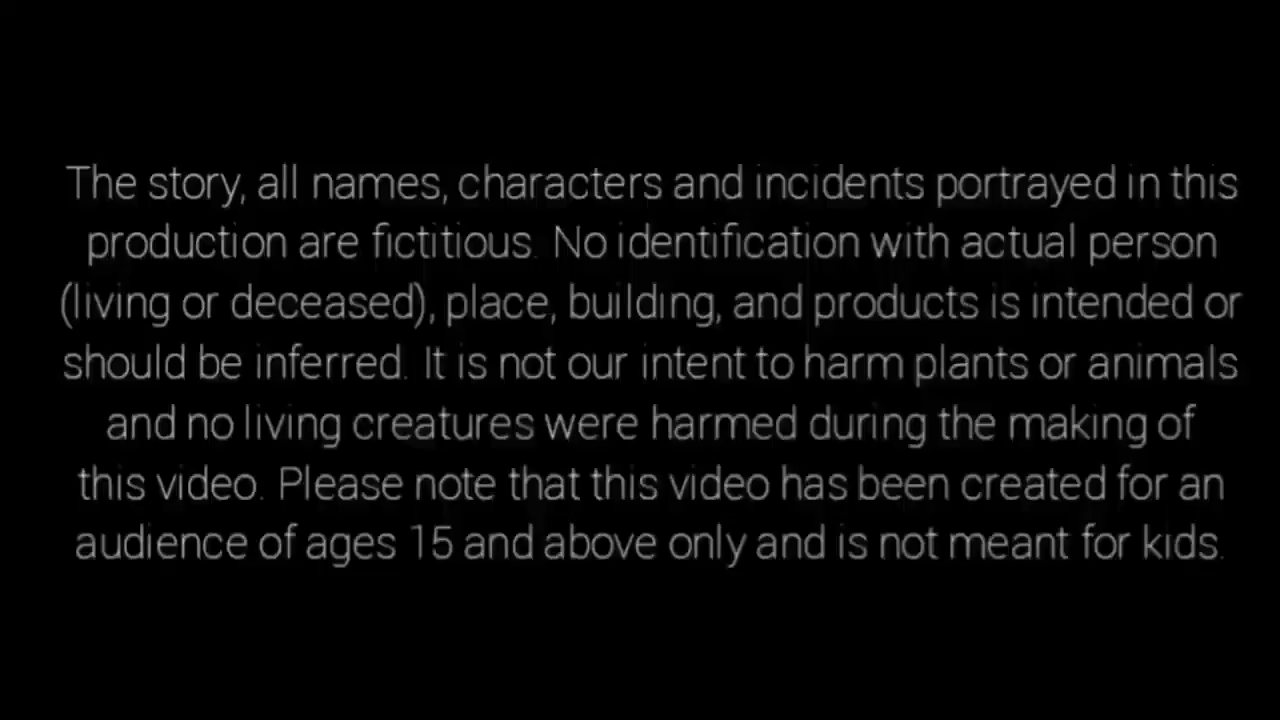 The story, all names, characters and incidents portrayed in this
production are fictitious. No identification with actual person
(living or deceased), place, building, and products is intended or
should be inferred. It is not our intent to harm plants or animals
and no living creatures were harmed during the making of
this video. Please note that this video has been created for an
audience of ages 15 and above only and is not meant for kids.